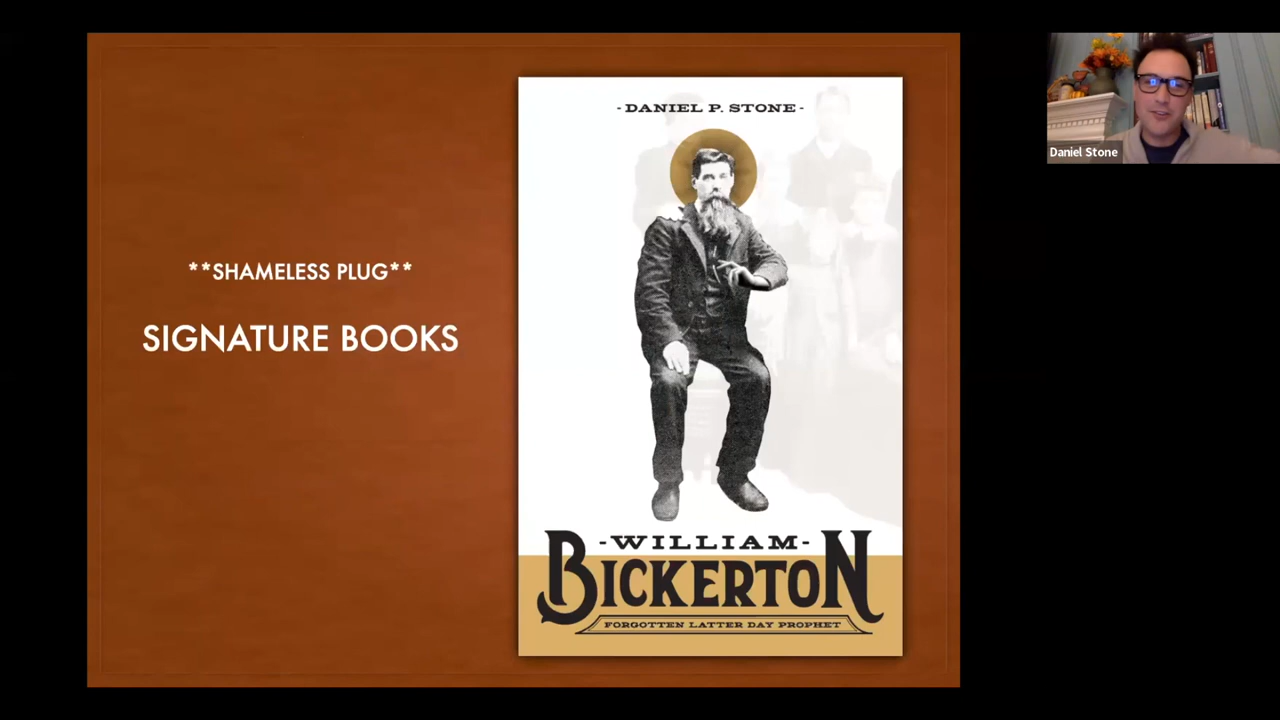 **SHAMELESS PLUG**
SIGNATURE BOOKS
-DANIEL P. STONE-
-WILLIAM-
BICKERTON
FORGOTTEN LATTER DAY PROPHET
Daniel Stone